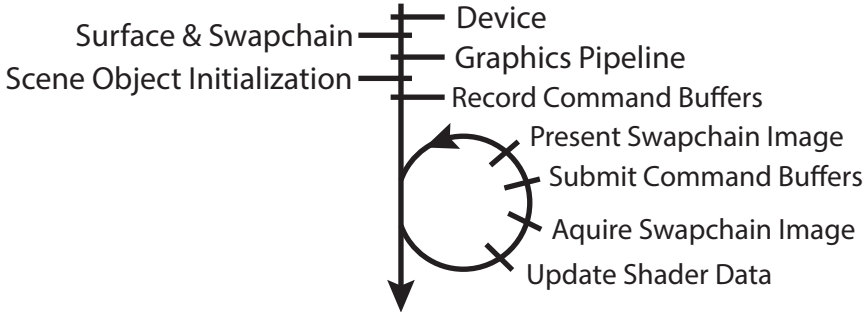 Device
Surface & Swapchain
Graphics Pipeline
Scene Object Initialization
Record Command Buffers
Present Swapchain Image
Submit Command Buffers
Aquire Swapchain Image
Update Shader Data